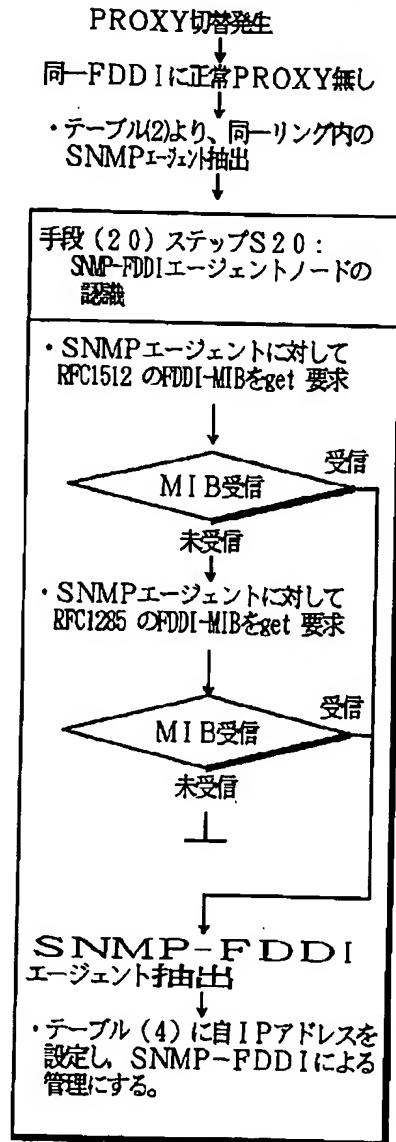 PROXY切替発生
同一FDDIに正常PROXY無し
・テーブル(2)より、同一リング内の
SNMPエージェント抽出
手段(20)ステップS20:
SNMP-FDDIエージェントノードの
認識
・SNMPエージェントに対して
RFC1512 のFDDI-MIBをget 要求
受信
MIB受信
未受信
・SNMPエージェントに対して
RFC1285 のFDDI-MIBをget 要求
受信
MIB受信
未受信
SNMP-FDDI
エージェント抽出
・テーブル(4)に自IPアドレスを
設定し、SNMP-FDDIによる
管理にする。